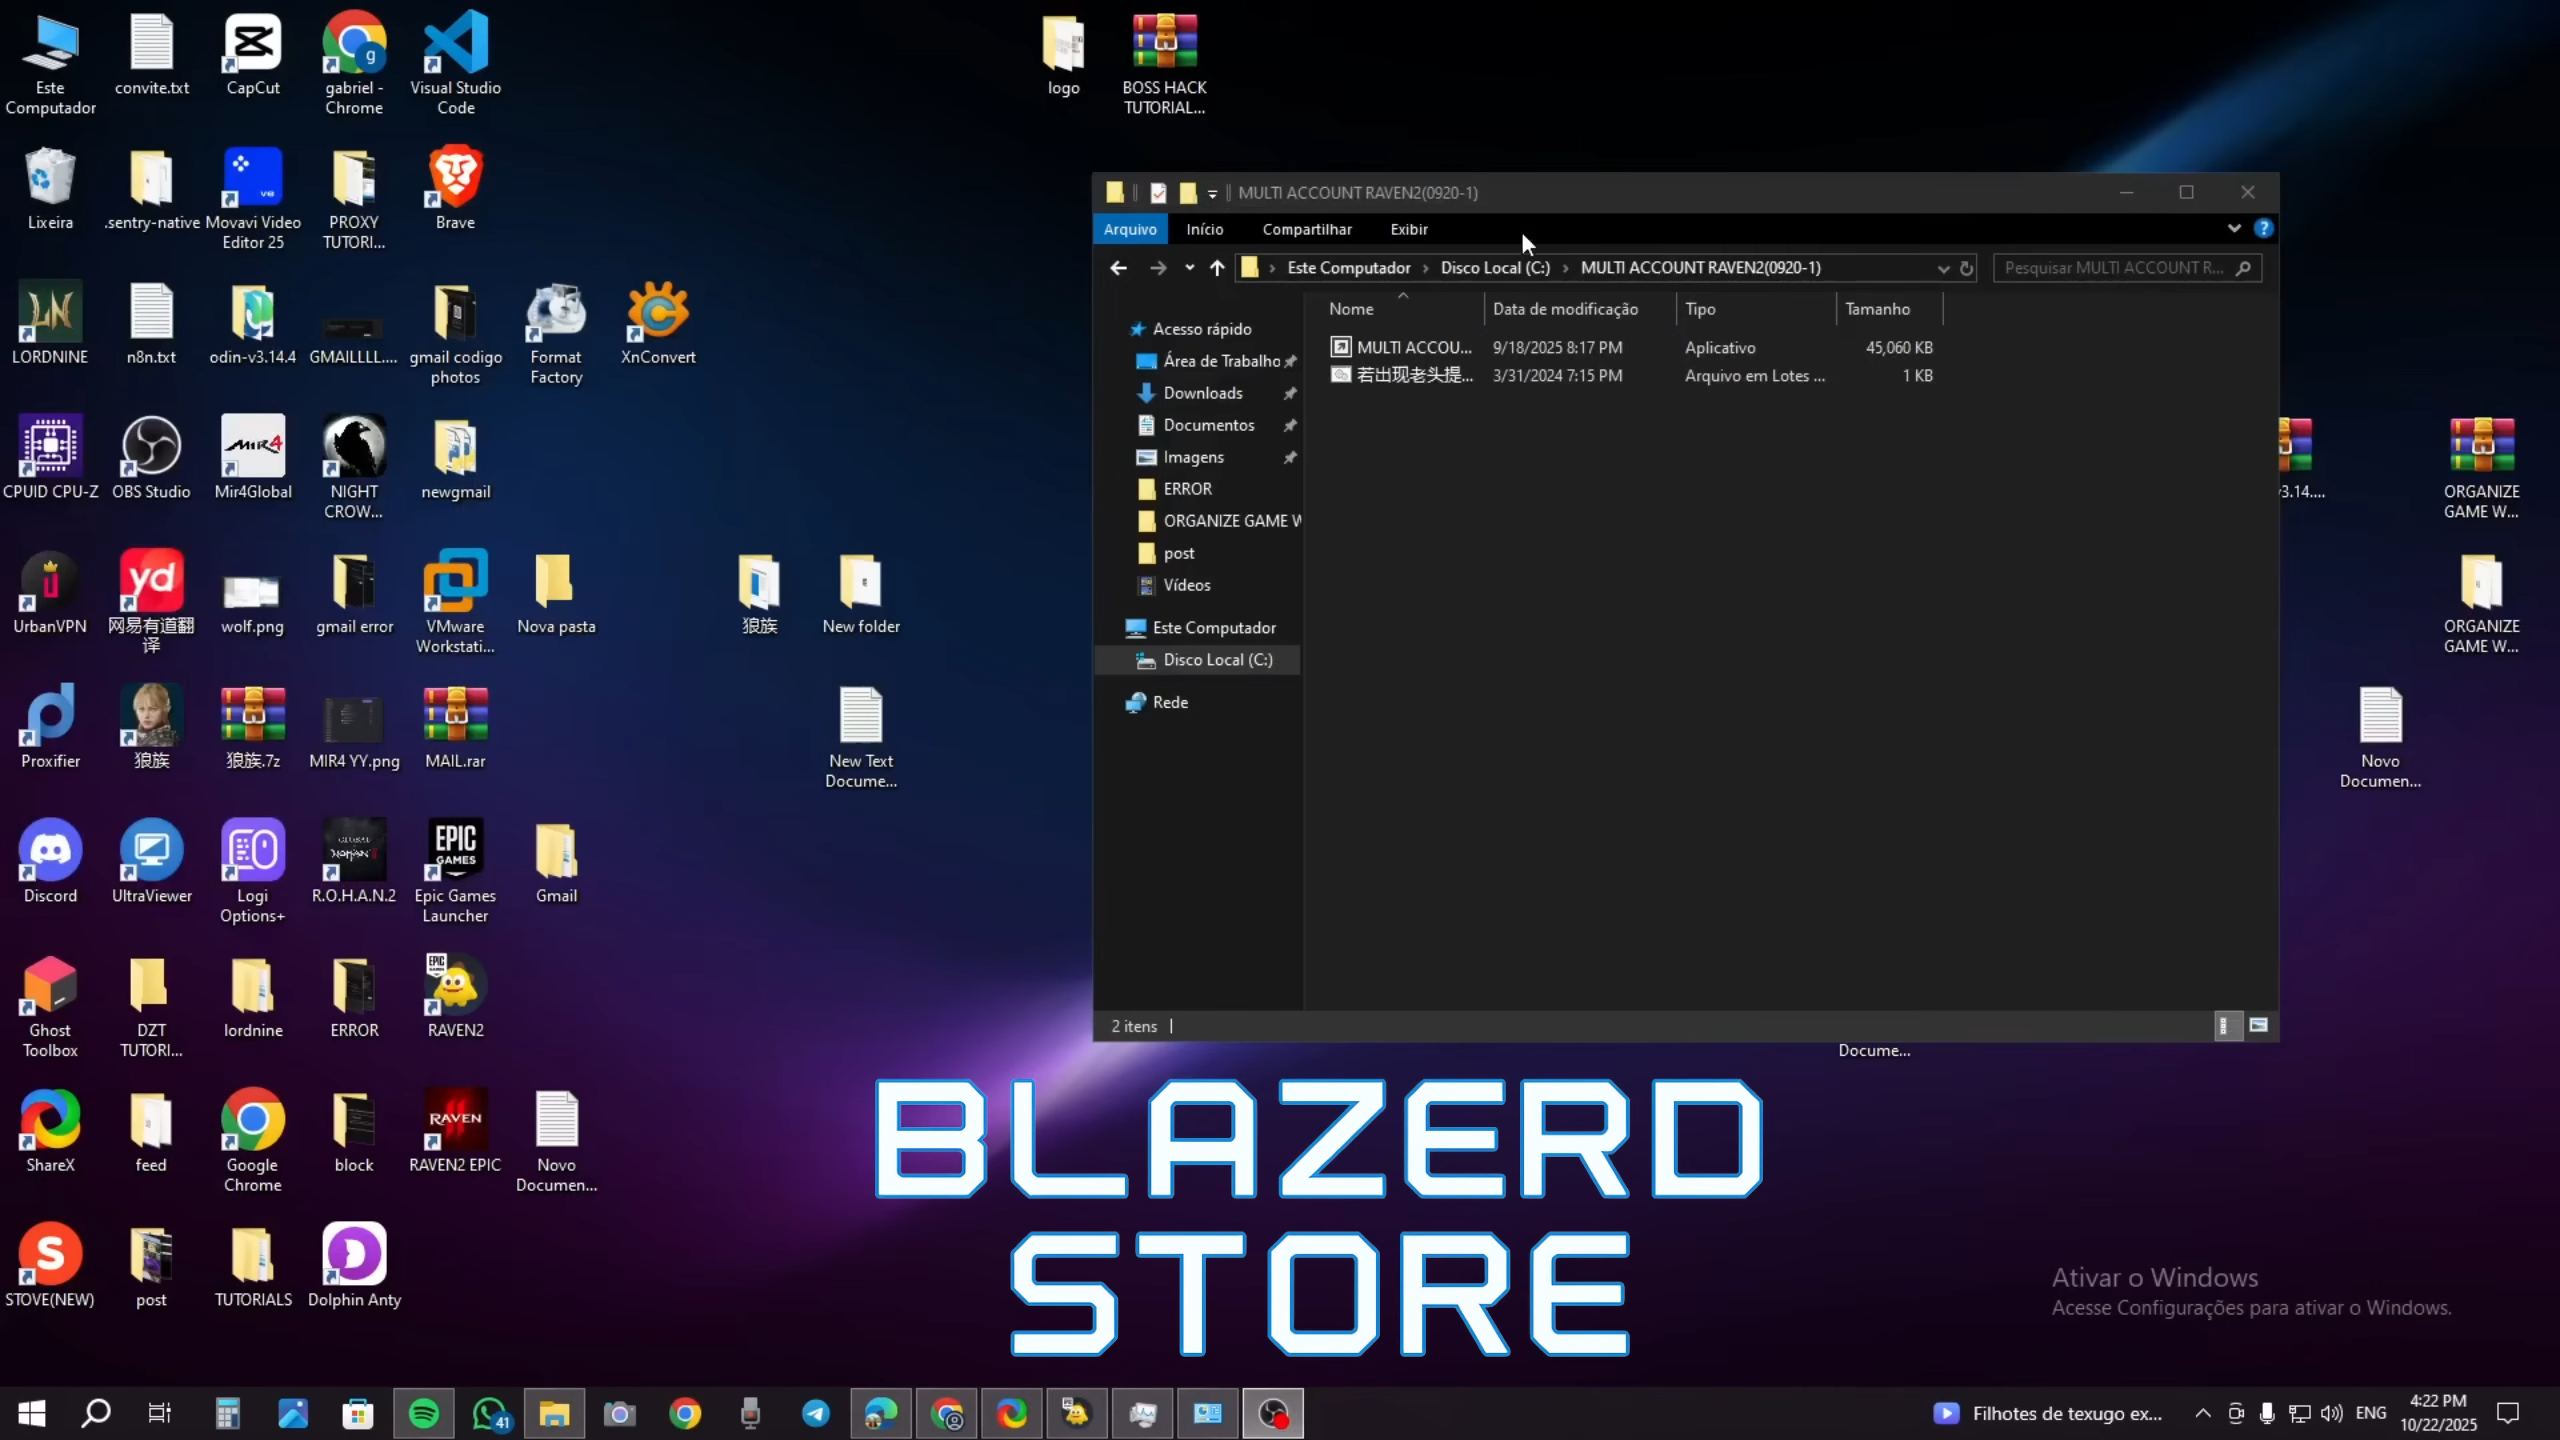 Este
Computador
convite.txt
CapCut
gabriel -
Chrome
Visual Studio
Code
logo
BOSS HACK
TUTORIAL...
Lixeira
.sentry-native
Movavi Video
Editor 25
PROXY
TUTORI...
Brave
LORDNINE
n8n.txt
odin-v3.14.4
GMAILLLL....
gmail codigo
photos
Format
Factory
XnConvert
CPUID CPU-Z
OBS Studio
Mir4Global
NIGHT
CROW...
newgmail
UrbanVPN
网易有道翻
译
wolf.png
gmail error
VMware
Workstati...
Nova pasta
狼族
New folder
Proxifier
狼族
狼族.7z
MIR4 YY.png
MAIL.rar
New Text
Docume...
Discord
UltraViewer
Logi
Options+
R.O.H.A.N.2
Epic Games
Launcher
Gmail
Ghost
Toolbox
DZT
TUTORI...
lordnine
ERROR
RAVEN2
ShareX
feed
Google
Chrome
block
RAVEN2 EPIC
Novo
Documen...
STOVE(NEW)
post
TUTORIALS
Dolphin Anty
MULTI ACCOUNT RAVEN2(0920-1)
Arquivo Início Compartilhar Exibir
Este Computador Disco Local (C:) MULTI ACCOUNT RAVEN2(0920-1)
Pesquisar MULTI ACCOUNT R...
Nome Data de modificação Tipo Tamanho
MULTI ACCOU... 9/18/2025 8:17 PM Aplicativo 45,060 KB
若出现老头提... 3/31/2024 7:15 PM Arquivo em Lotes ... 1 KB
Acesso rápido
Área de Trabalho
Downloads
Documentos
Imagens
ERROR
ORGANIZE GAME W
post
Vídeos
Este Computador
Disco Local (C:)
Rede
2 itens
v3.14....
ORGANIZE
GAME W...
ORGANIZE
GAME W...
Novo
Documen...
Docume...
BLAZERD
STORE
Ativar o Windows
Acesse Configurações para ativar o Windows.
41
Filhotes de texugo ex...
ENG
4:22 PM
10/22/2025